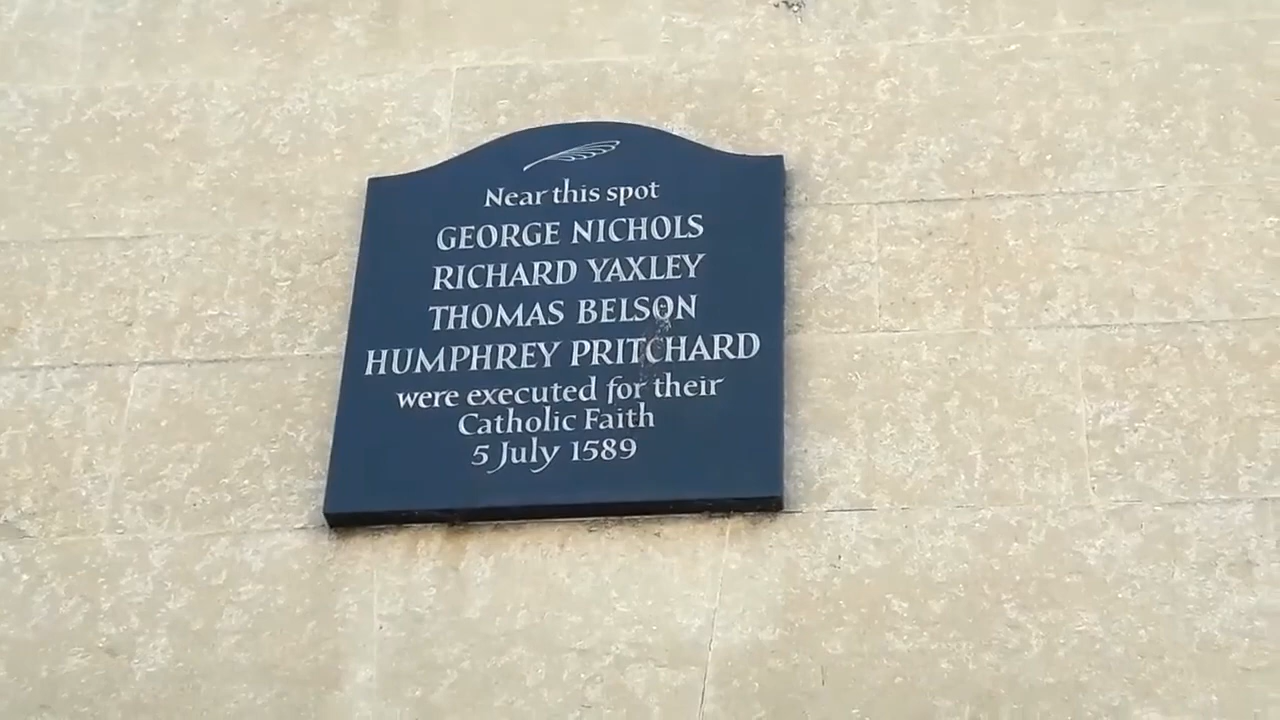 Near this spot
GEORGE NICHOLS
RICHARD YAXLEY
THOMAS BELSON
HUMPHREY PRITCHARD
were executed for their
Catholic Faith
5 July 1589